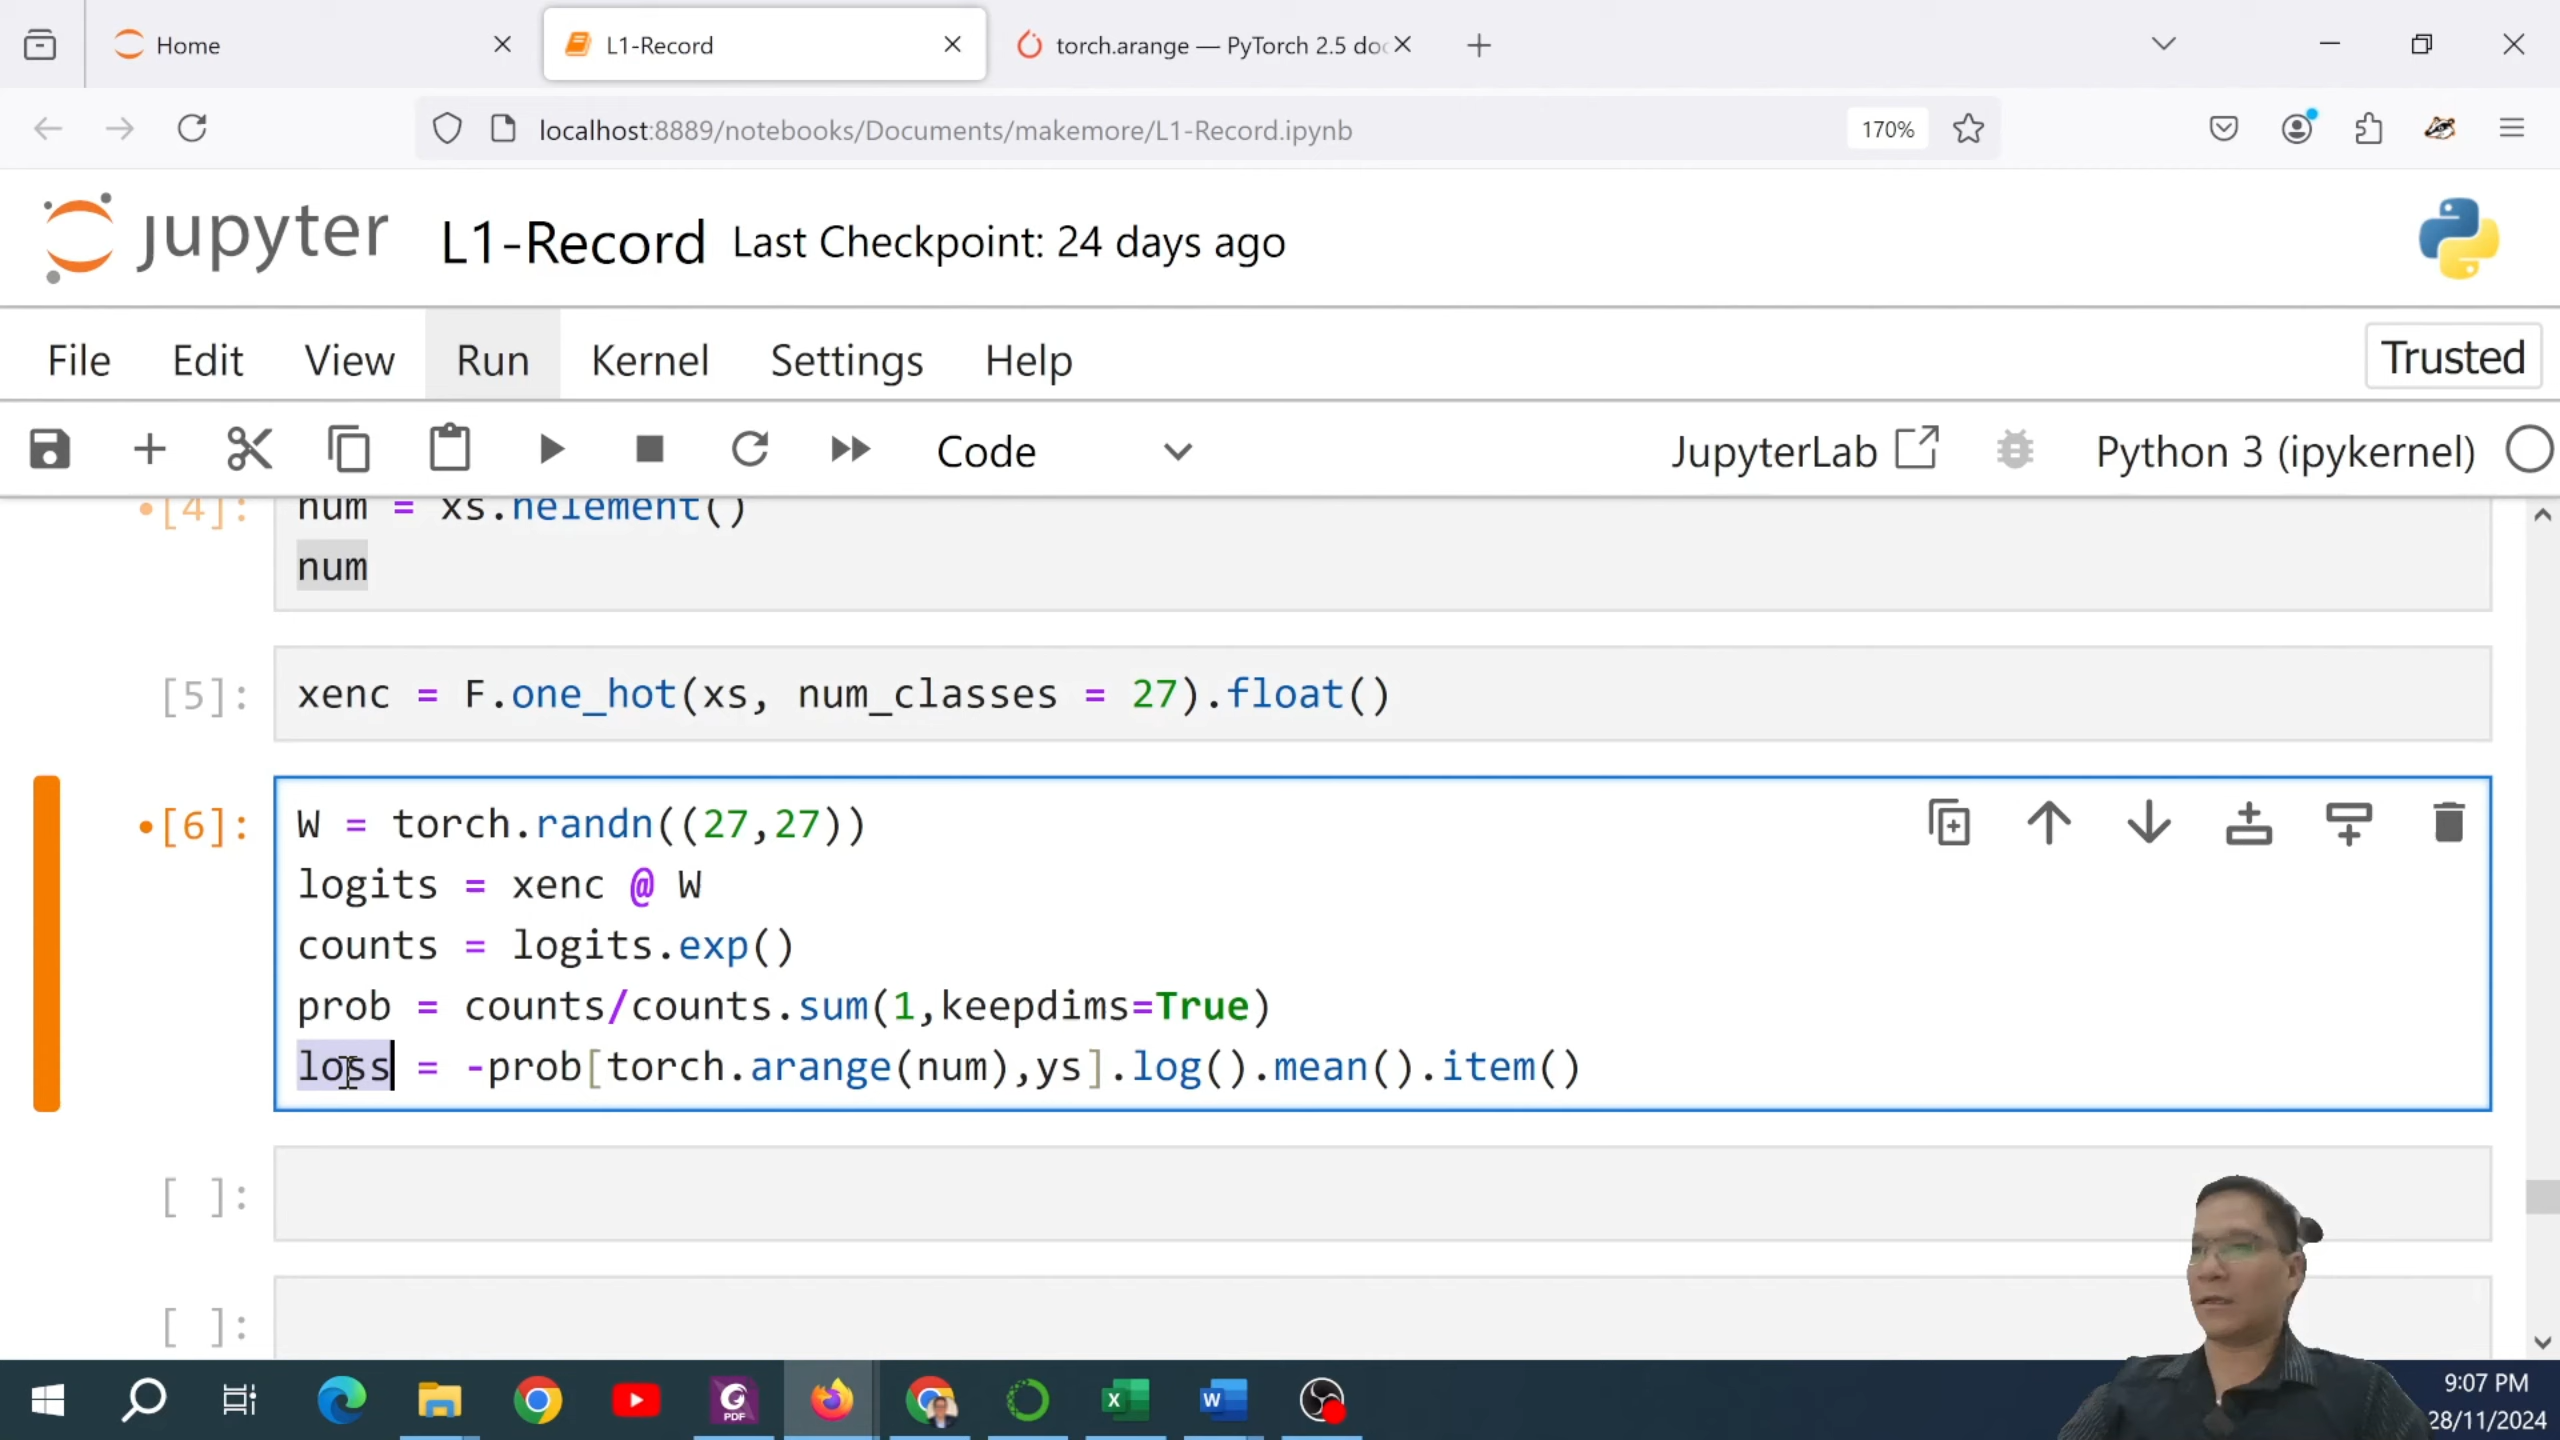 Home
L1-Record
torch.arange — PyTorch 2.5 doc
localhost:8889/notebooks/Documents/makemore/L1-Record.ipynb
170%
jupyter
L1-Record Last Checkpoint: 24 days ago
File Edit View Run Kernel Settings Help
Trusted
Code
JupyterLab
Python 3 (ipykernel)
•[4]: num = xs.nelement()
num
[5]: xenc = F.one_hot(xs, num_classes = 27).float()
•[6]: W = torch.randn((27,27))
logits = xenc @ W
counts = logits.exp()
prob = counts/counts.sum(1,keepdims=True)
loss = -prob[torch.arange(num),ys].log().mean().item()
[ ]:
[ ]:
PDF
X
W
9:07 PM
28/11/2024